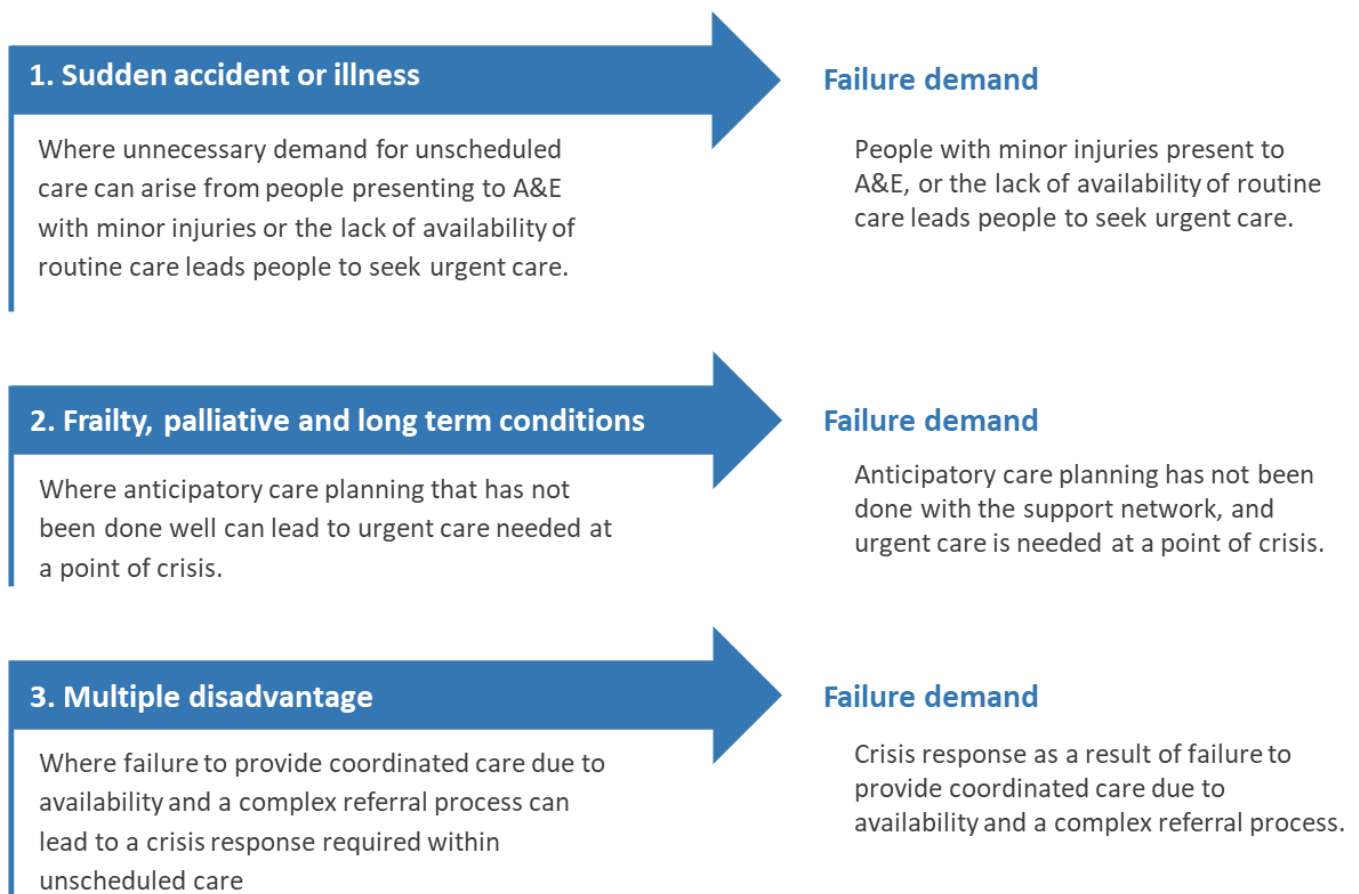 1. Sudden accident or illness
Failure demand
Where unnecessary demand for unscheduled
care can arise from people presenting to A&E
with minor injuries or the lack of availability of
routine care leads people to seek urgent care.
People with minor injuries present to
A&E, or the lack of availability of routine
care leads people to seek urgent care.
2. Frailty, palliative and long term conditions
Failure demand
Where anticipatory care planning that has not
been done well can lead to urgent care needed at
a point of crisis.
Anticipatory care planning has not been
done with the support network, and
urgent care is needed at a point of crisis.
3. Multiple disadvantage
Failure demand
Where failure to provide coordinated care due to
availability and a complex referral process can
lead to a crisis response required within
unscheduled care
Crisis response as a result of failure to
provide coordinated care due to
availability and a complex referral process.